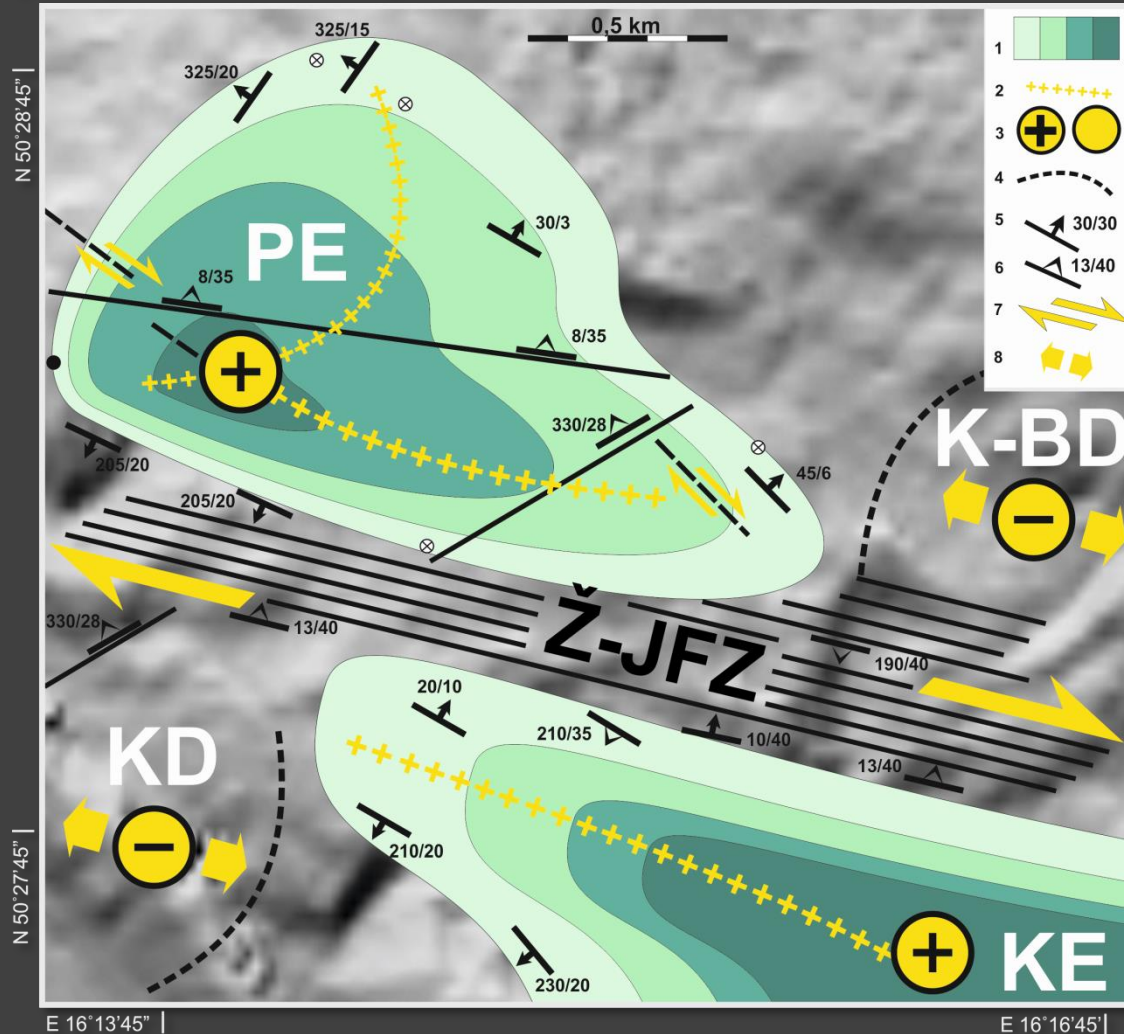 325/15
0,5 km
325/20
1
2
3
4
5 30/30
6 13/40
7
8
N 50°28'45"
PE
30/3
8/35
8/35
330/28
K-BD
205/20
45/6
205/20
Ž-JFZ
330/28
13/40
190/40
20/10
210/35
10/40
13/40
KD
210/20
N 50°27'45"
230/20
KE
E 16°13'45"
E 16°16'45'